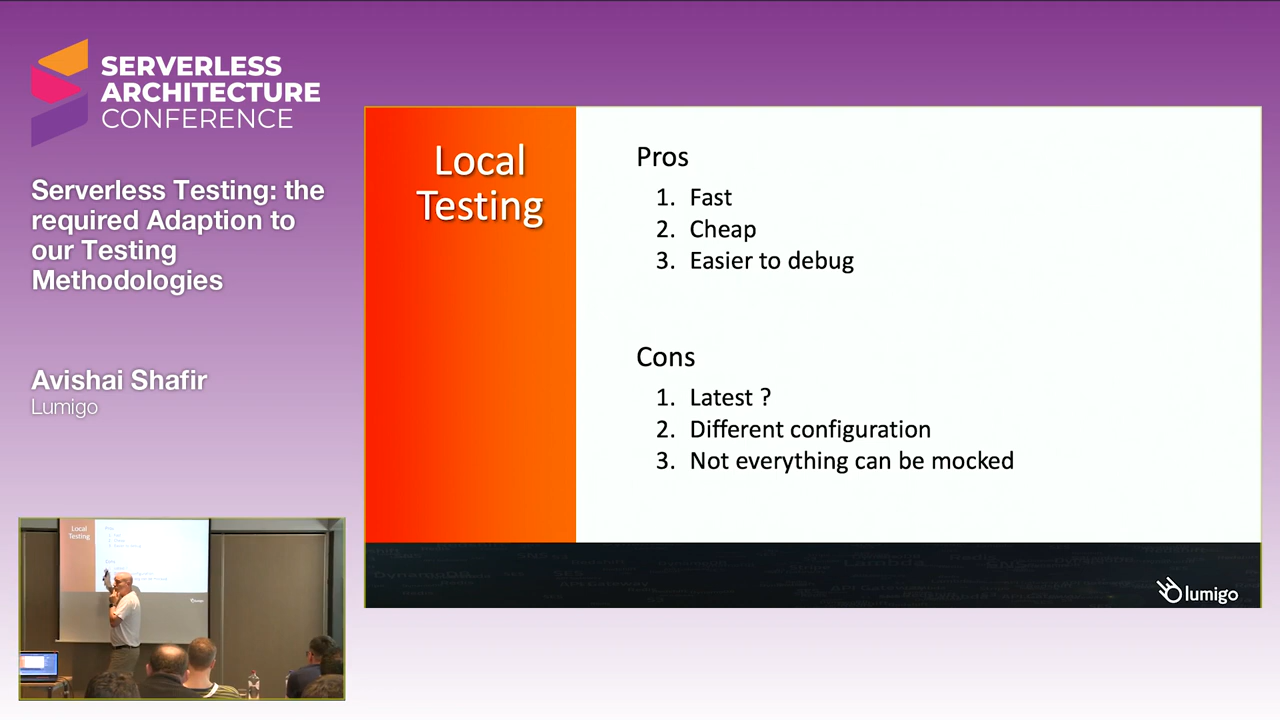 SERVERLESS
ARCHITECTURE
CONFERENCE
Serverless Testing: the
required Adaption to
our Testing
Methodologies
Avishai Shafir
Lumigo
Local
Testing
Pros
1. Fast
2. Cheap
3. Easier to debug
Cons
1. Latest ?
2. Different configuration
3. Not everything can be mocked
lumigo
Local
Testing